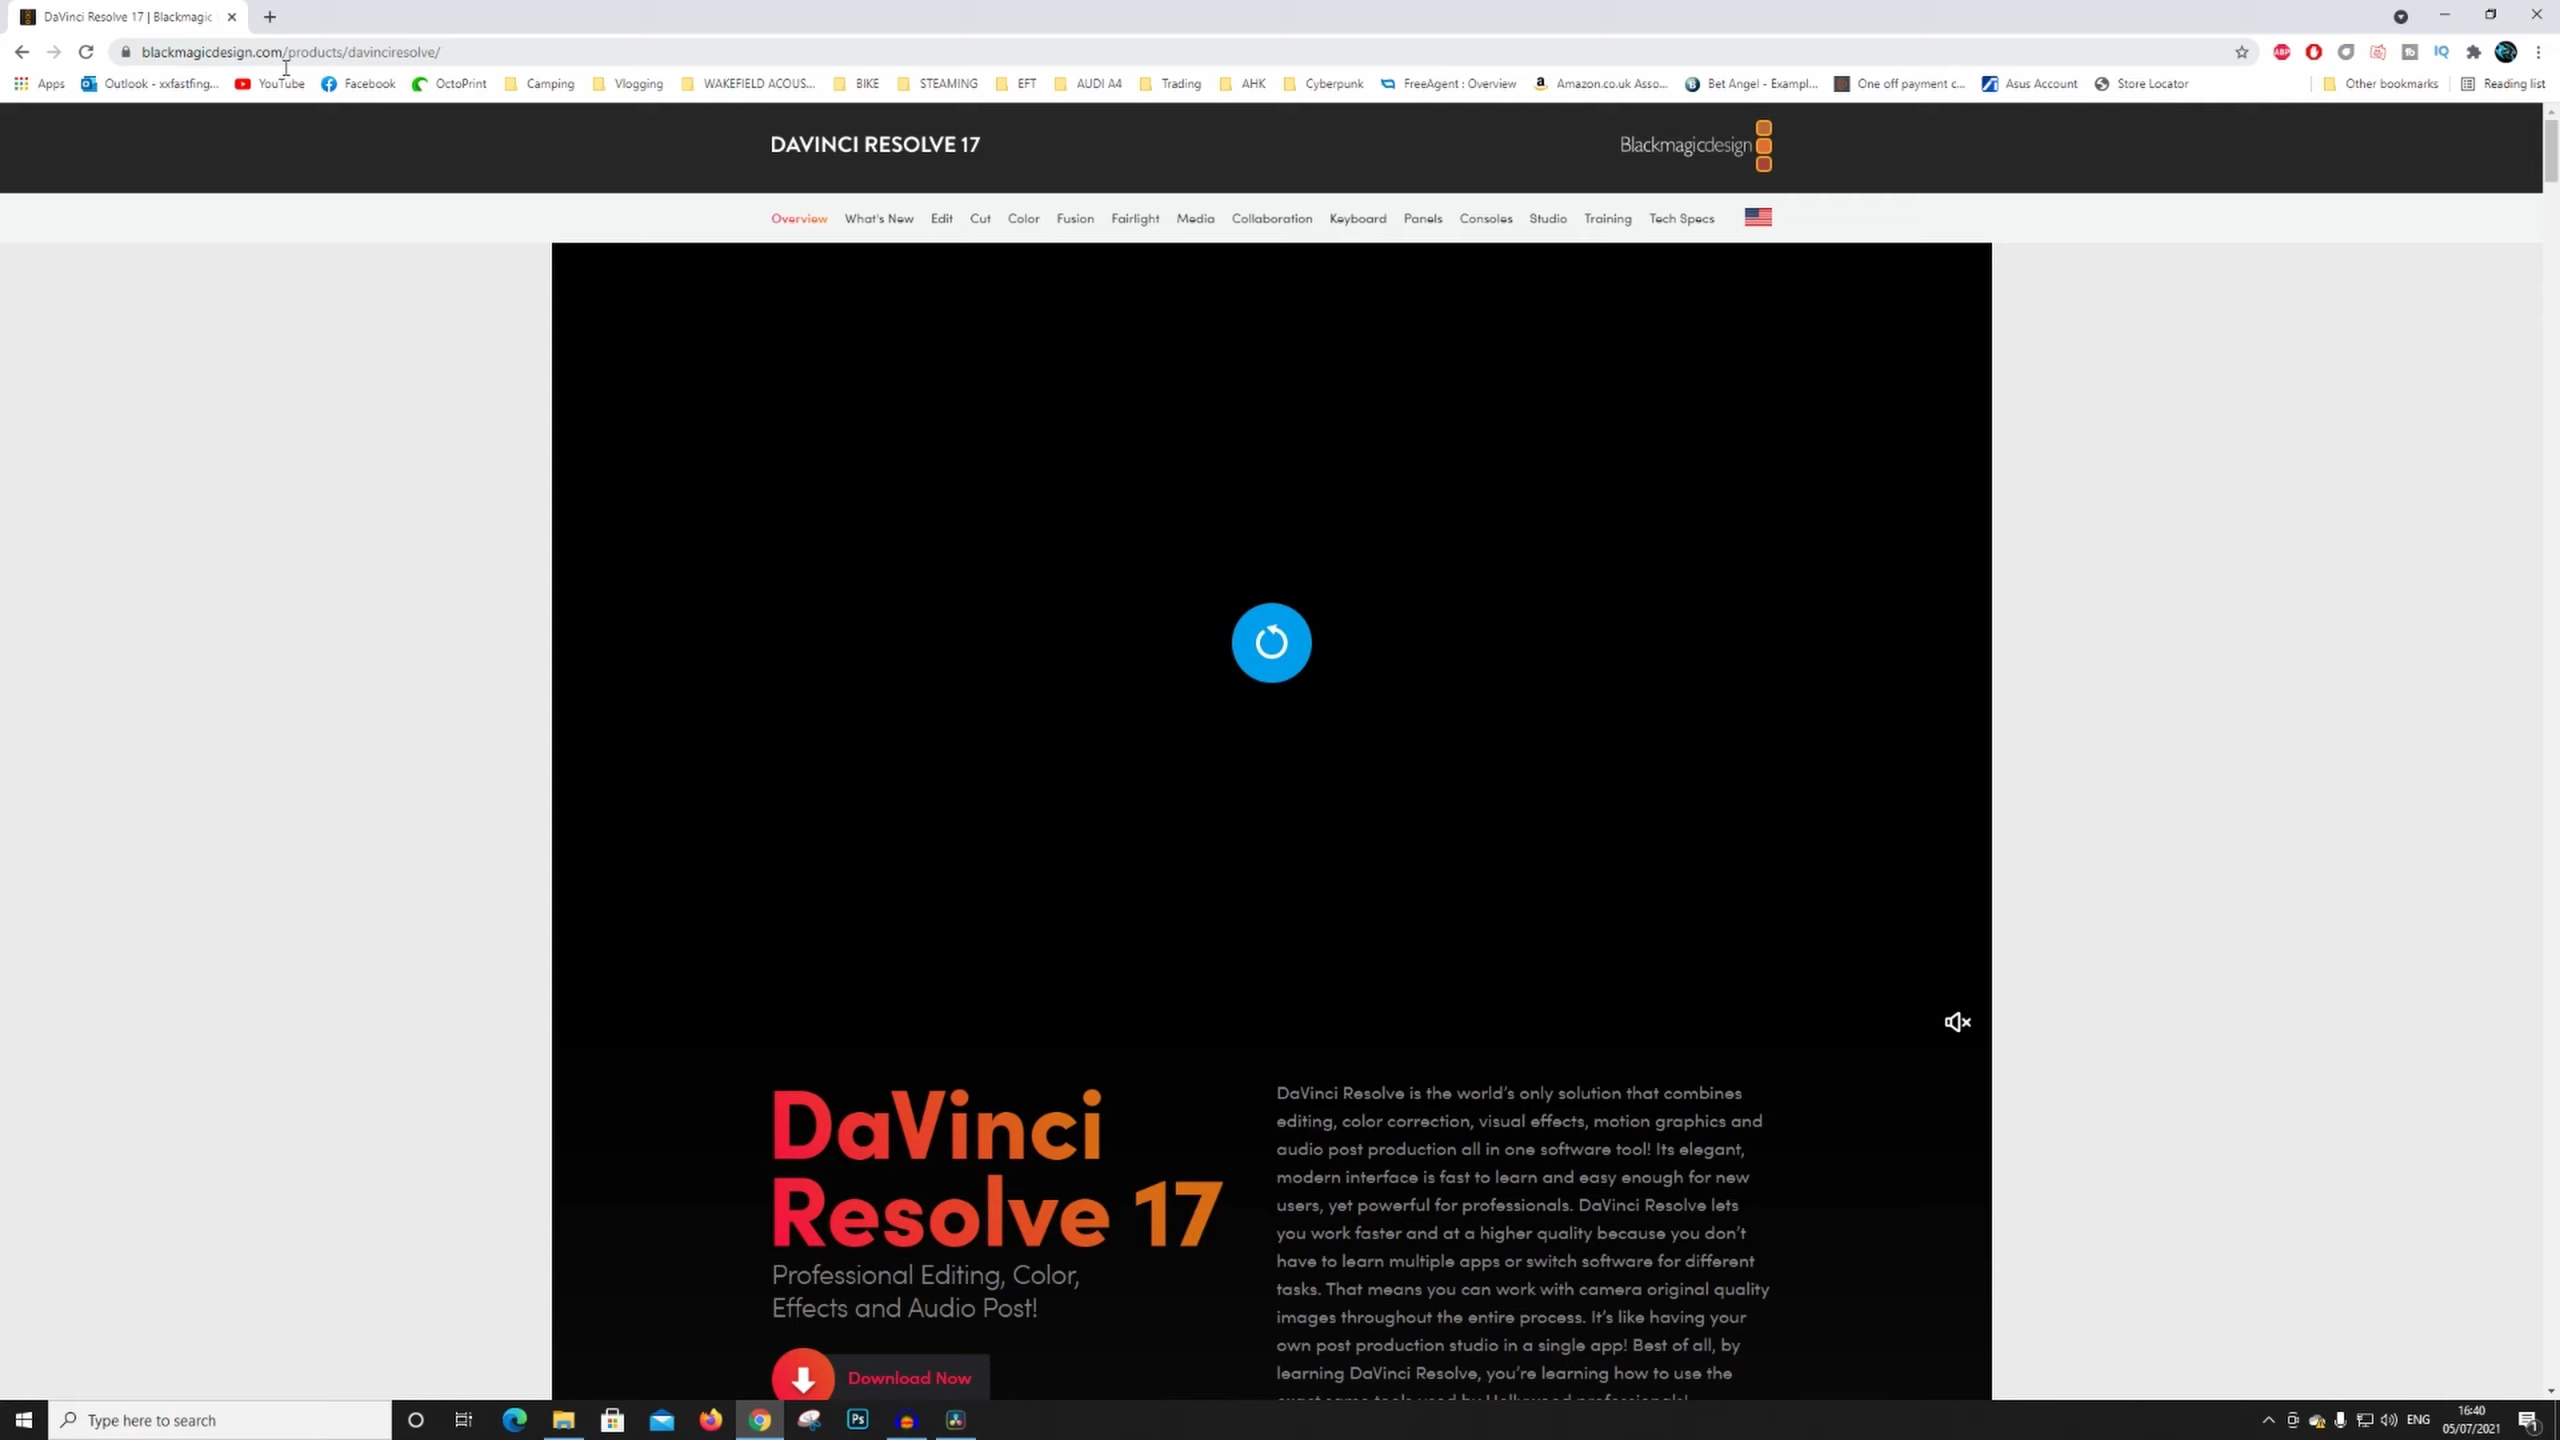 DaVinci Resolve 17 | Blackmagic
blackmagicdesign.com/products/davinciresolve/
Apps Outlook - xxfastfing... YouTube Facebook OctoPrint Camping Vlogging WAKEFIELD ACOUS... BIKE STEAMING EFT AUDI A4 Trading AHK Cyberpunk FreeAgent : Overview Amazon.co.uk Asso... Bet Angel - Exampl... One off payment c... Asus Account Store Locator Other bookmarks Reading list
DAVINCI RESOLVE 17
Blackmagicdesign
Overview What's New Edit Cut Color Fusion Fairlight Media Collaboration Keyboard Panels Consoles Studio Training Tech Specs
DaVinci
Resolve 17
Professional Editing, Color,
Effects and Audio Post!
Download Now
DaVinci Resolve is the world's only solution that combines
editing, color correction, visual effects, motion graphics and
audio post production all in one software tool! Its elegant,
modern interface is fast to learn and easy enough for new
users, yet powerful for professionals. DaVinci Resolve lets
you work faster and at a higher quality because you don't
have to learn multiple apps or switch software for different
tasks. That means you can work with camera original quality
images throughout the entire process. It's like having your
own post production studio in a single app! Best of all, by
learning DaVinci Resolve, you're learning how to use the
Type here to search
Ps
ENG
16:40
05/07/2021